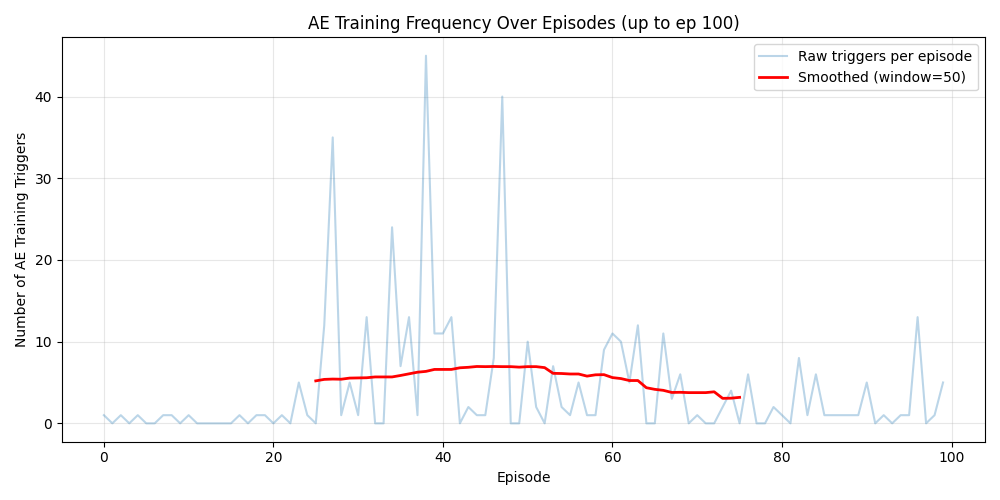 AE Training Frequency Over Episodes (up to ep 100)
Raw triggers per episode
Smoothed (window=50)
Number of AE Training Triggers
40
30
20
10
0
0 20 40 60 80 100
Episode